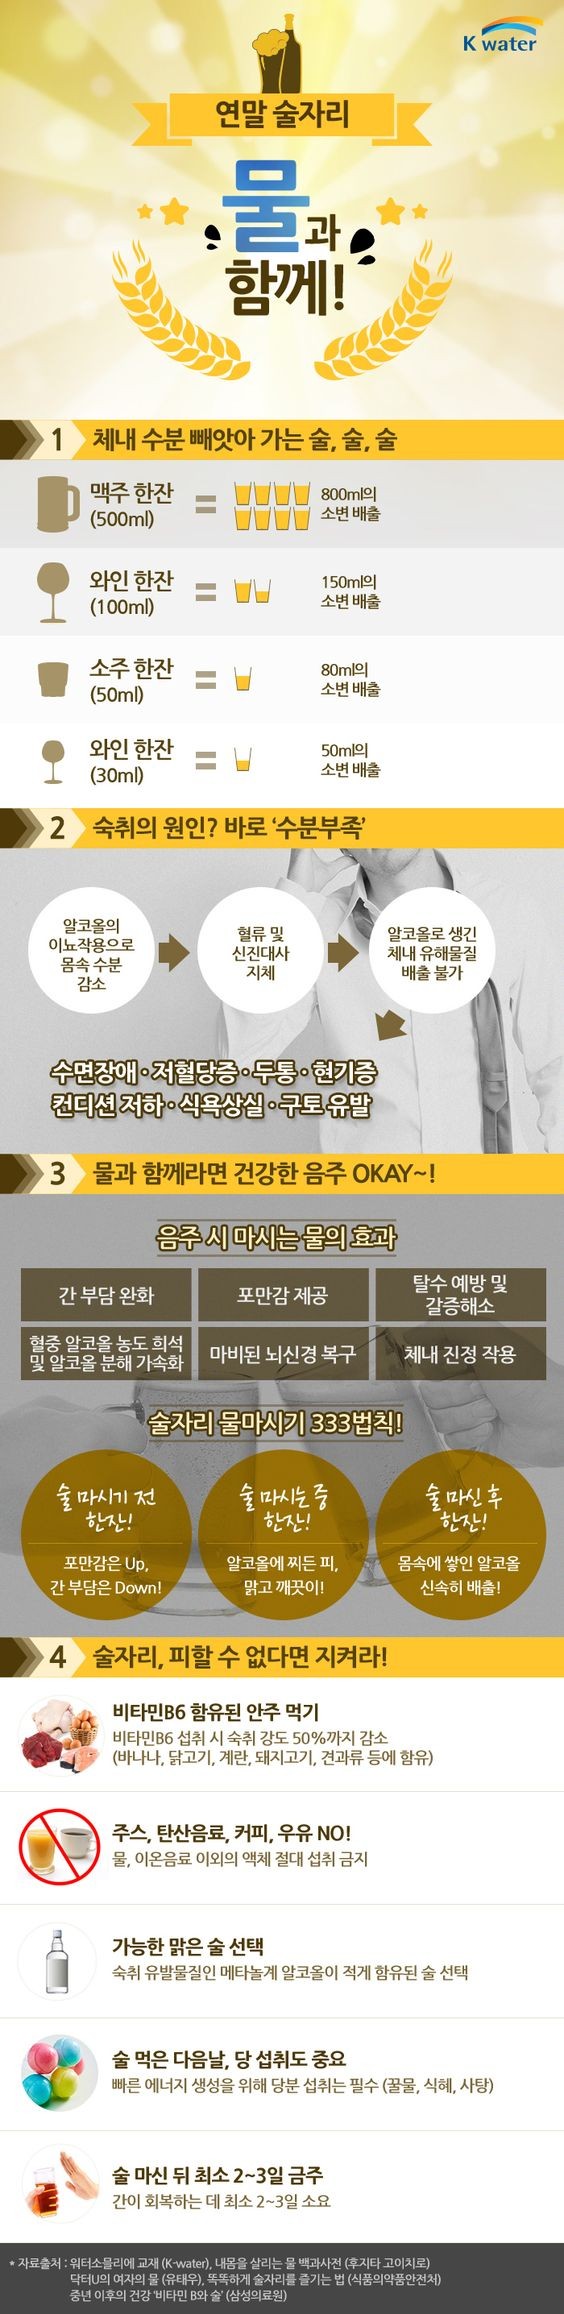 K water
연말 술자리
물과
함께!
1 체내 수분 빼앗아 가는 술, 술, 술
맥주 한잔
(500ml)
=
800ml의
소변 배출
와인 한잔
(100ml)
=
150ml의
소변 배출
소주 한잔
(50ml)
=
80ml의
소변 배출
와인 한잔
(30ml)
=
50ml의
소변 배출
2 숙취의 원인? 바로 ‘수분부족’
알코올의
이뇨작용으로
몸속 수분
감소
혈류 및
신진대사
지체
알코올로 생긴
체내 유해물질
배출 불가
수면장애 · 저혈당증 · 두통 · 현기증
컨디션 저하 · 식욕상실 · 구토 유발
3 물과 함께라면 건강한 음주 OKAY~!
음주 시 마시는 물의 효과
간 부담 완화
포만감 제공
탈수 예방 및
갈증해소
혈중 알코올 농도 희석
및 알코올 분해 가속화
마비된 뇌신경 복구
체내 진정 작용
술자리 물마시기 333법칙!
술 마시기 전
한잔!
포만감은 Up,
간 부담은 Down!
술 마시는 중
한잔!
알코올에 찌든 피,
맑고 깨끗이!
술 마신 후
한잔!
몸속에 쌓인 알코올
신속히 배출!
4 술자리, 피할 수 없다면 지켜라!
비타민B6 함유된 안주 먹기
비타민B6 섭취 시 숙취 강도 50%까지 감소
(바나나, 닭고기, 계란, 돼지고기, 견과류 등에 함유)
주스, 탄산음료, 커피, 우유 NO!
물, 이온음료 이외의 액체 절대 섭취 금지
가능한 맑은 술 선택
숙취 유발물질인 메타놀계 알코올이 적게 함유된 술 선택
술 먹은 다음날, 당 섭취도 중요
빠른 에너지 생성을 위해 당분 섭취는 필수 (꿀물, 식혜, 사탕)
술 마신 뒤 최소 2~3일 금주
간이 회복하는 데 최소 2~3일 소요
* 자료출처 : 워터소믈리에 교재 (K-water), 내몸을 살리는 물 백과사전 (후지타 고이치로)
닥터U의 여자의 물 (유태우), 똑똑하게 술자리를 즐기는 법 (식품의약품안전처)
중년 이후의 건강 ‘비타민 B와 술’ (삼성의료원)